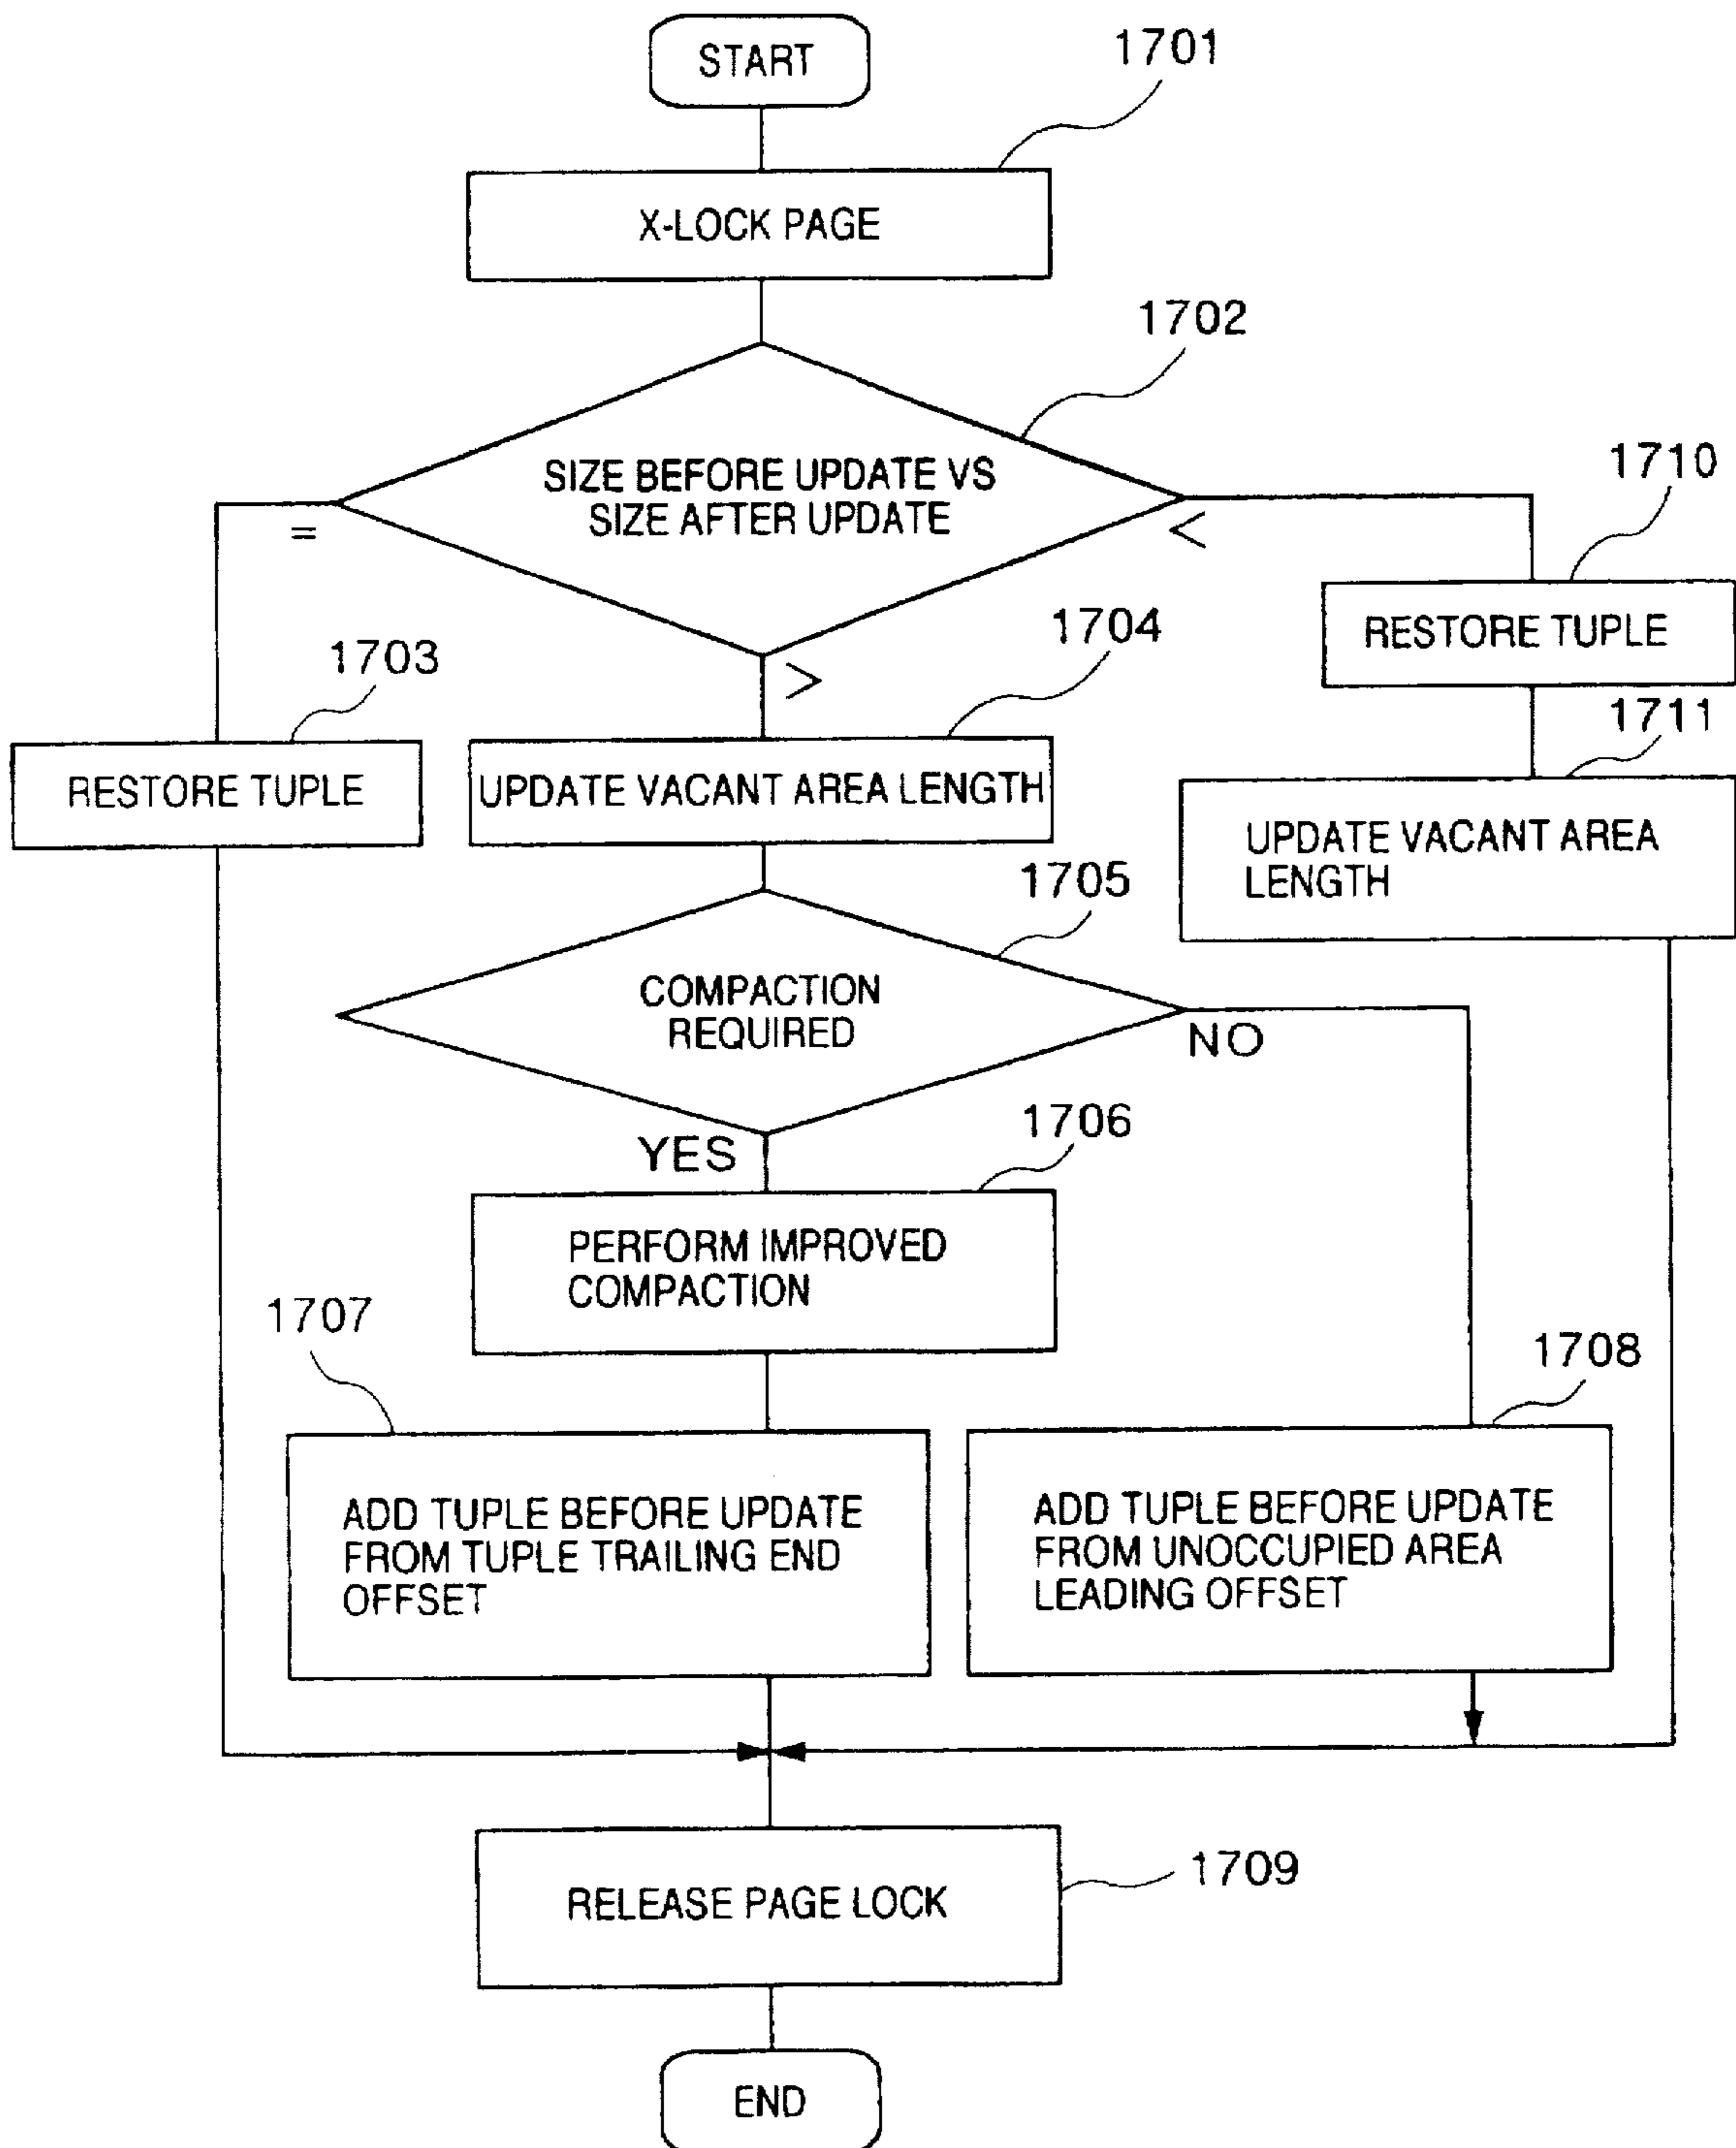 START
1701
X-LOCK PAGE
1702
SIZE BEFORE UPDATE VS
SIZE AFTER UPDATE
=
<
>
1710
RESTORE TUPLE
1703
RESTORE TUPLE
1704
UPDATE VACANT AREA LENGTH
1711
UPDATE VACANT AREA
LENGTH
1705
COMPACTION
REQUIRED
NO
YES
1706
PERFORM IMPROVED
COMPACTION
1707
ADD TUPLE BEFORE UPDATE
FROM TUPLE TRAILING END
OFFSET
1708
ADD TUPLE BEFORE UPDATE
FROM UNOCCUPIED AREA
LEADING OFFSET
1709
RELEASE PAGE LOCK
END